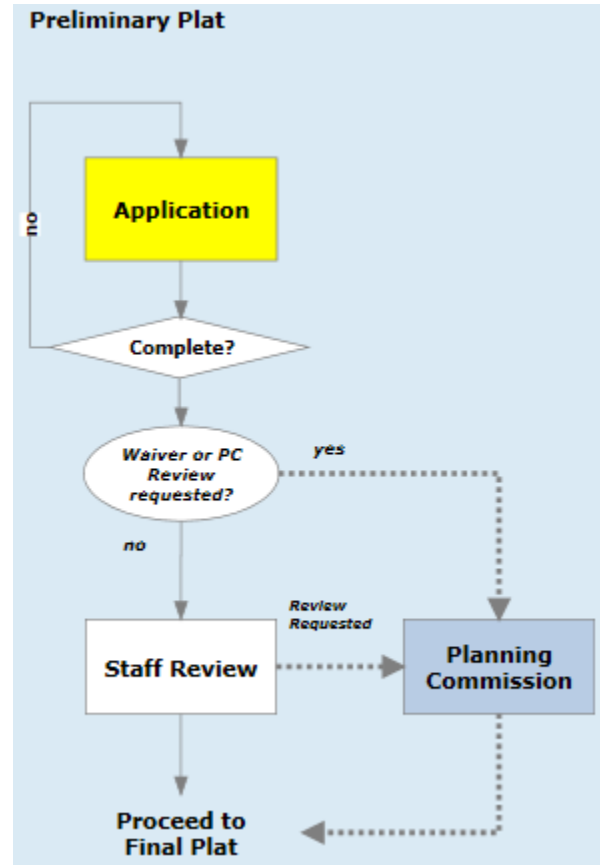 Preliminary Plat
no
Application
Complete?
Waiver or PC
Review
requested?
yes
no
Review
Requested
Staff Review
Planning
Commission
Proceed to
Final Plat